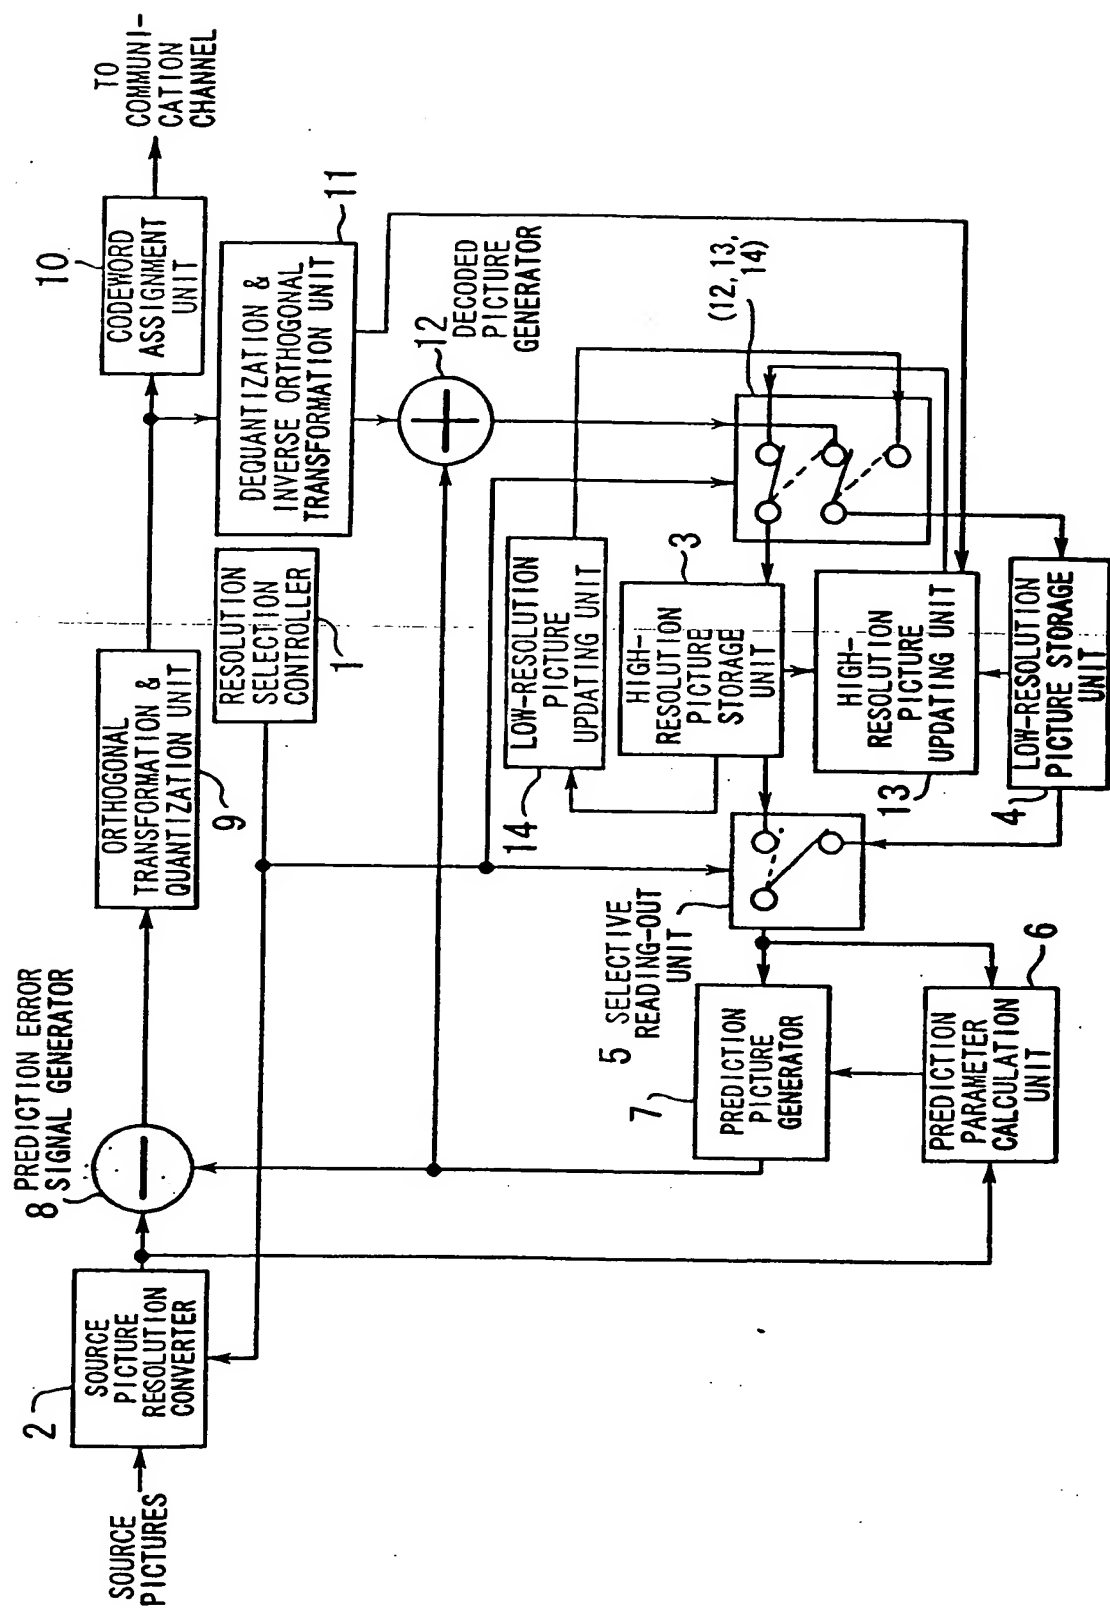 SOURCE
PICTURES
2
SOURCE
PICTURE
RESOLUTION
CONVERTER
8 PREDICTION ERROR
SIGNAL GENERATOR
ORTHOGONAL
TRANSFORMATION &
QUANTIZATION UNIT
9
10
CODEWORD
ASSIGNMENT
UNIT
TO
COMMUNI-
CATION
CHANNEL
RESOLUTION
SELECTION
CONTROLLER
1
DEQUANTIZATION &
INVERSE ORTHOGONAL
TRANSFORMATION UNIT
11
12 DECODED
PICTURE
GENERATOR
14
LOW-RESOLUTION
PICTURE
UPDATING UNIT
(12, 13,
14)
5 SELECTIVE
READING-OUT
UNIT
HIGH-
RESOLUTION
PICTURE
STORAGE
UNIT
3
7
PREDICTION
PICTURE
GENERATOR
13
HIGH-
RESOLUTION
PICTURE
UPDATING UNIT
PREDICTION
PARAMETER
CALCULATION
UNIT
6
4
LOW-RESOLUTION
PICTURE STORAGE
UNIT